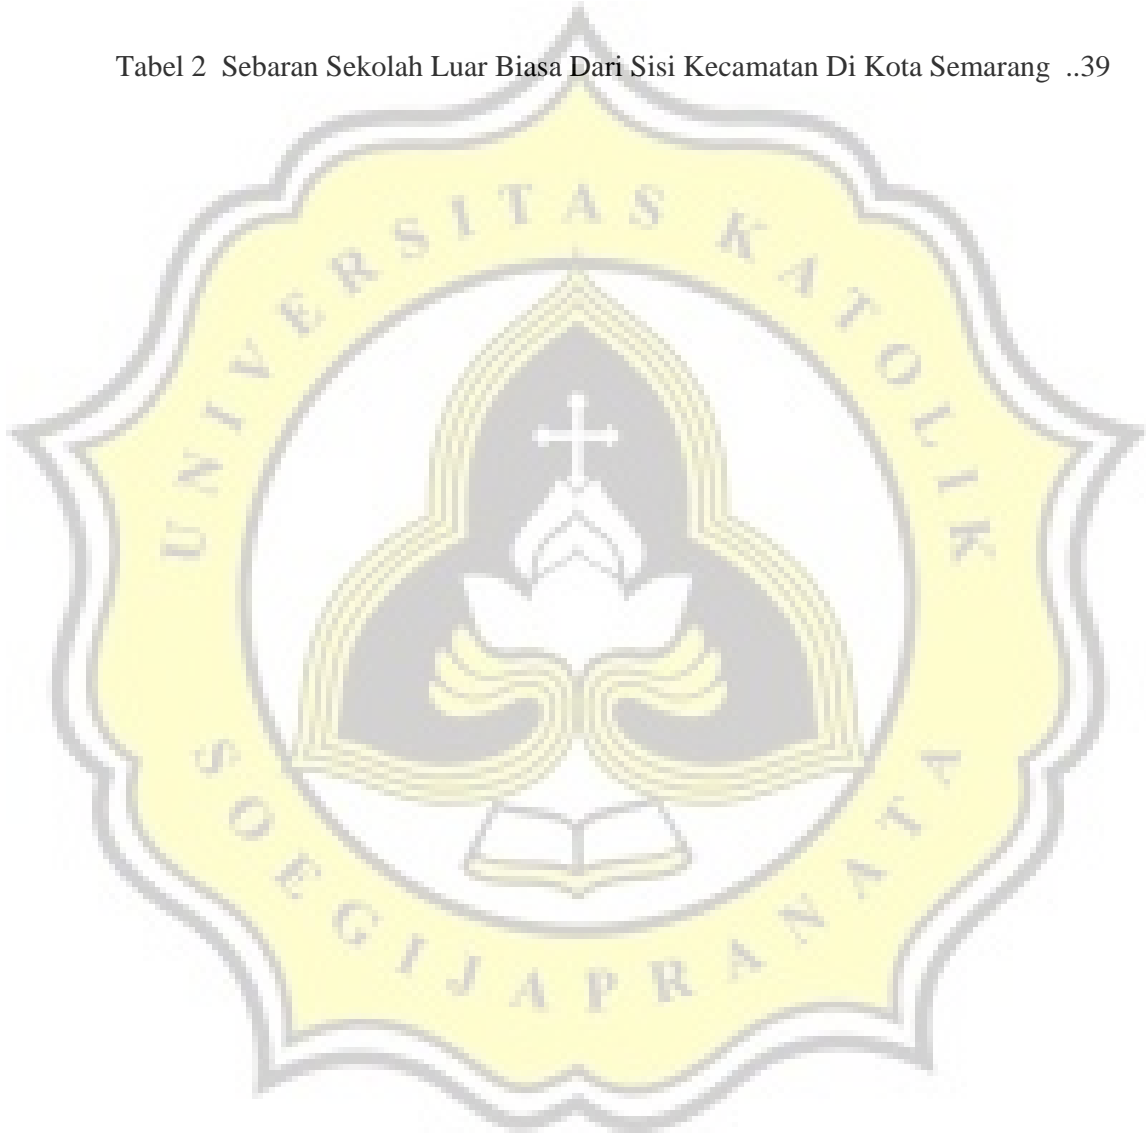 Tabel 2  Sebaran Sekolah Luar Biasa Dari Sisi Kecamatan Di Kota Semarang  ..39
UNIVERSITAS KATOLIK
SOEGIJAPRANATA